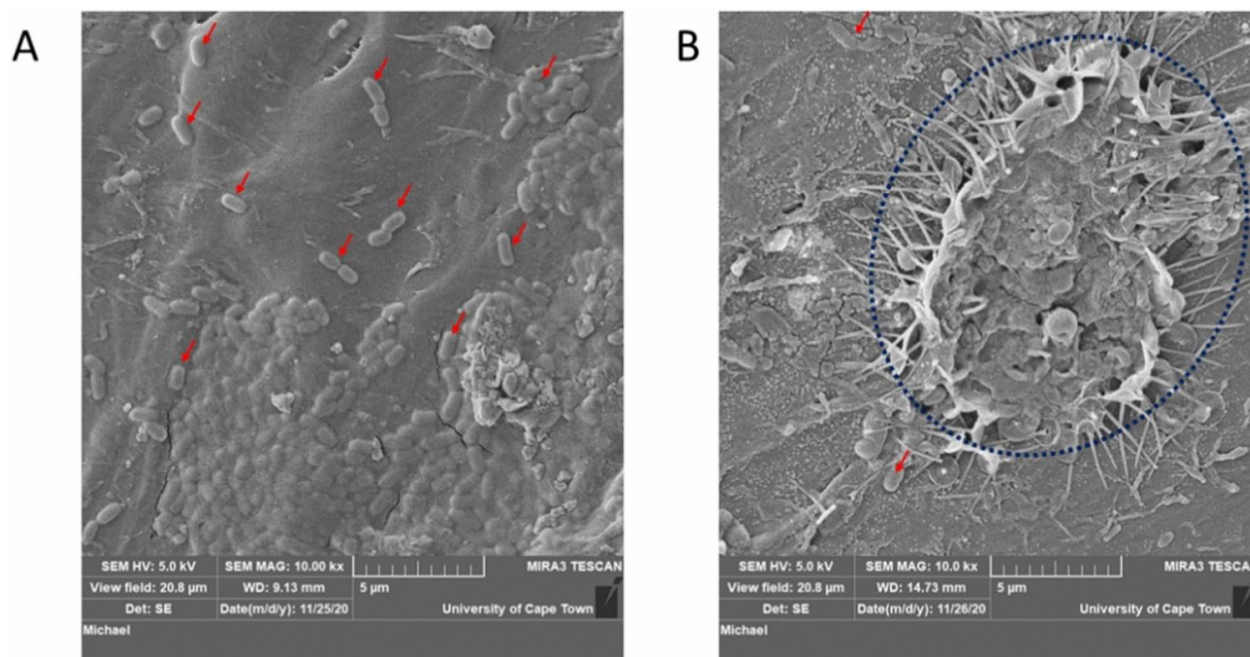 A
B
SEM HV: 5.0 kV SEM MAG: 10.00 kx MIRA3 TESCAN
View field: 20.8 µm WD: 9.13 mm 5 µm
Det: SE Date(m/d/y): 11/25/20 University of Cape Town
Michael
SEM HV: 5.0 kV SEM MAG: 10.0 kx MIRA3 TESCAN
View field: 20.8 µm WD: 14.73 mm 5 µm
Det: SE Date(m/d/y): 11/26/20 University of Cape Town
Michael